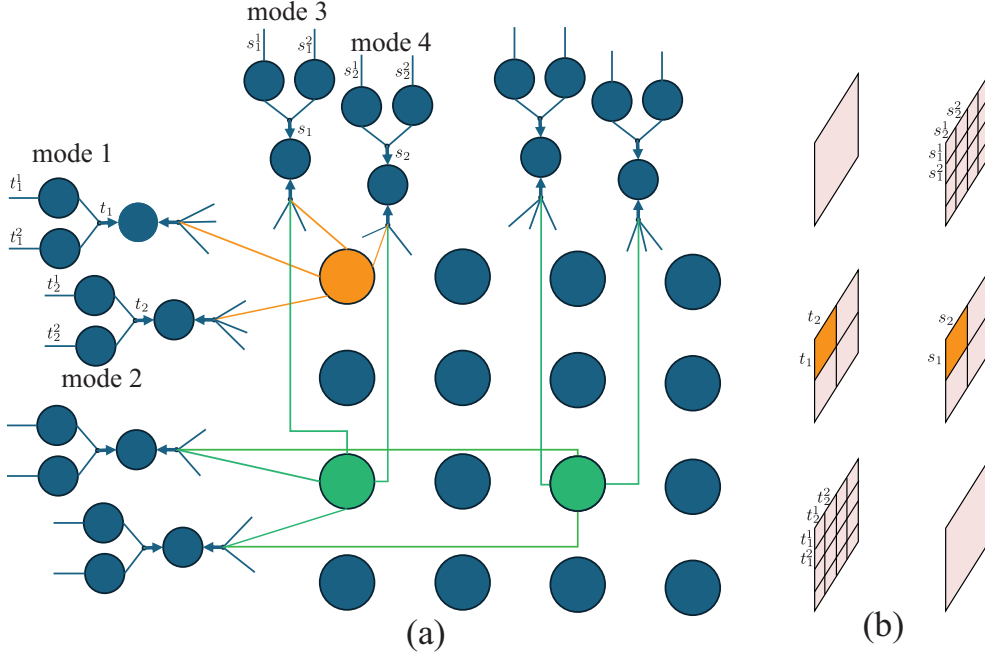 mode 3
$s_1^1$ $s_1^2$
mode 4
$s_2^1$ $s_2^2$
$s_1$
$s_2$
mode 1
$t_1^1$
$t_1$
$t_1^2$
$t_2^1$
$t_2$
$t_2^2$
mode 2
(a)
$s_2^2$
$s_2^1$
$s_1^1$
$s_1^2$
$t_2$
$t_1$
$s_2$
$s_1$
$t_2^2$
$t_2^1$
$t_1^1$
$t_1^2$
(b)